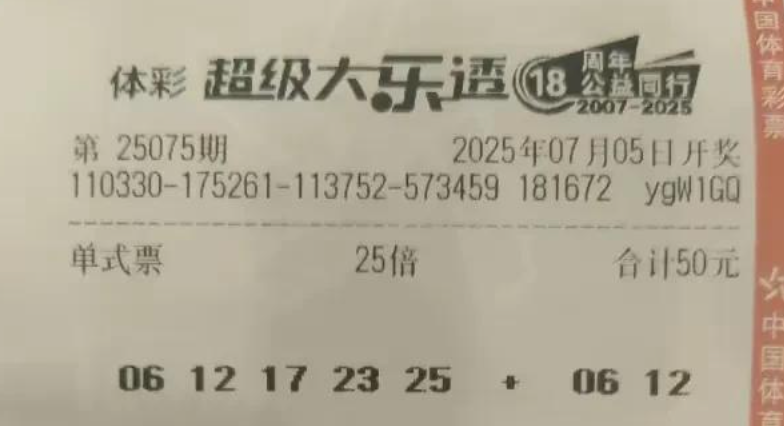 体彩 超级大乐透 18 周年 公益同行 2007-2025
第 25075期 2025年07月05日开奖
110330-175261-113752-573459 181672 ygW1GQ
单式票 25倍 合计50元
06 12 17 23 25 + 06 12
中国体育彩票
中国体育